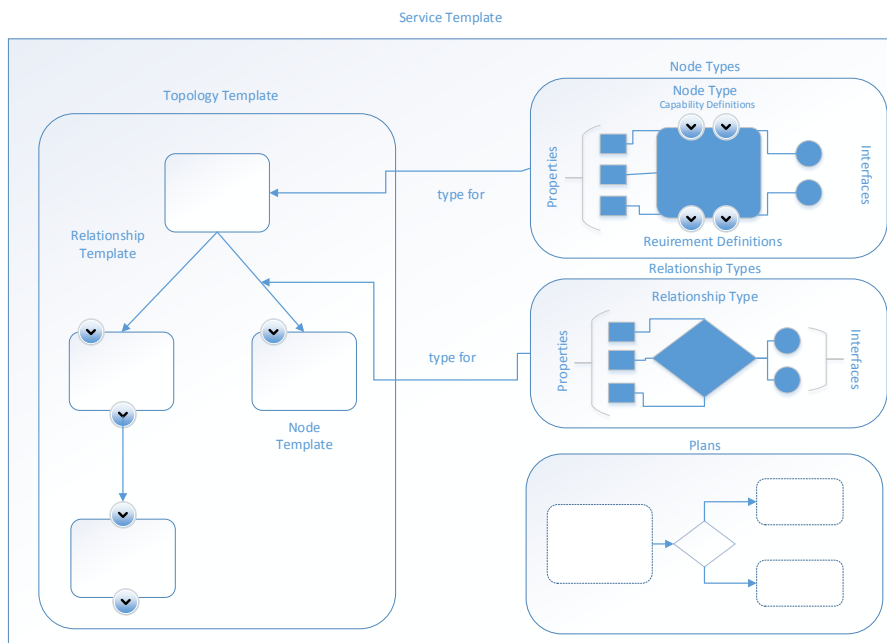 Service Template
Topology Template
Relationship
Template
Node
Template
type for
type for
Node Types
Node Type
Capability Definitions
Properties
Interfaces
Reuirement Definitions
Relationship Types
Relationship Type
Properties
Interfaces
Plans